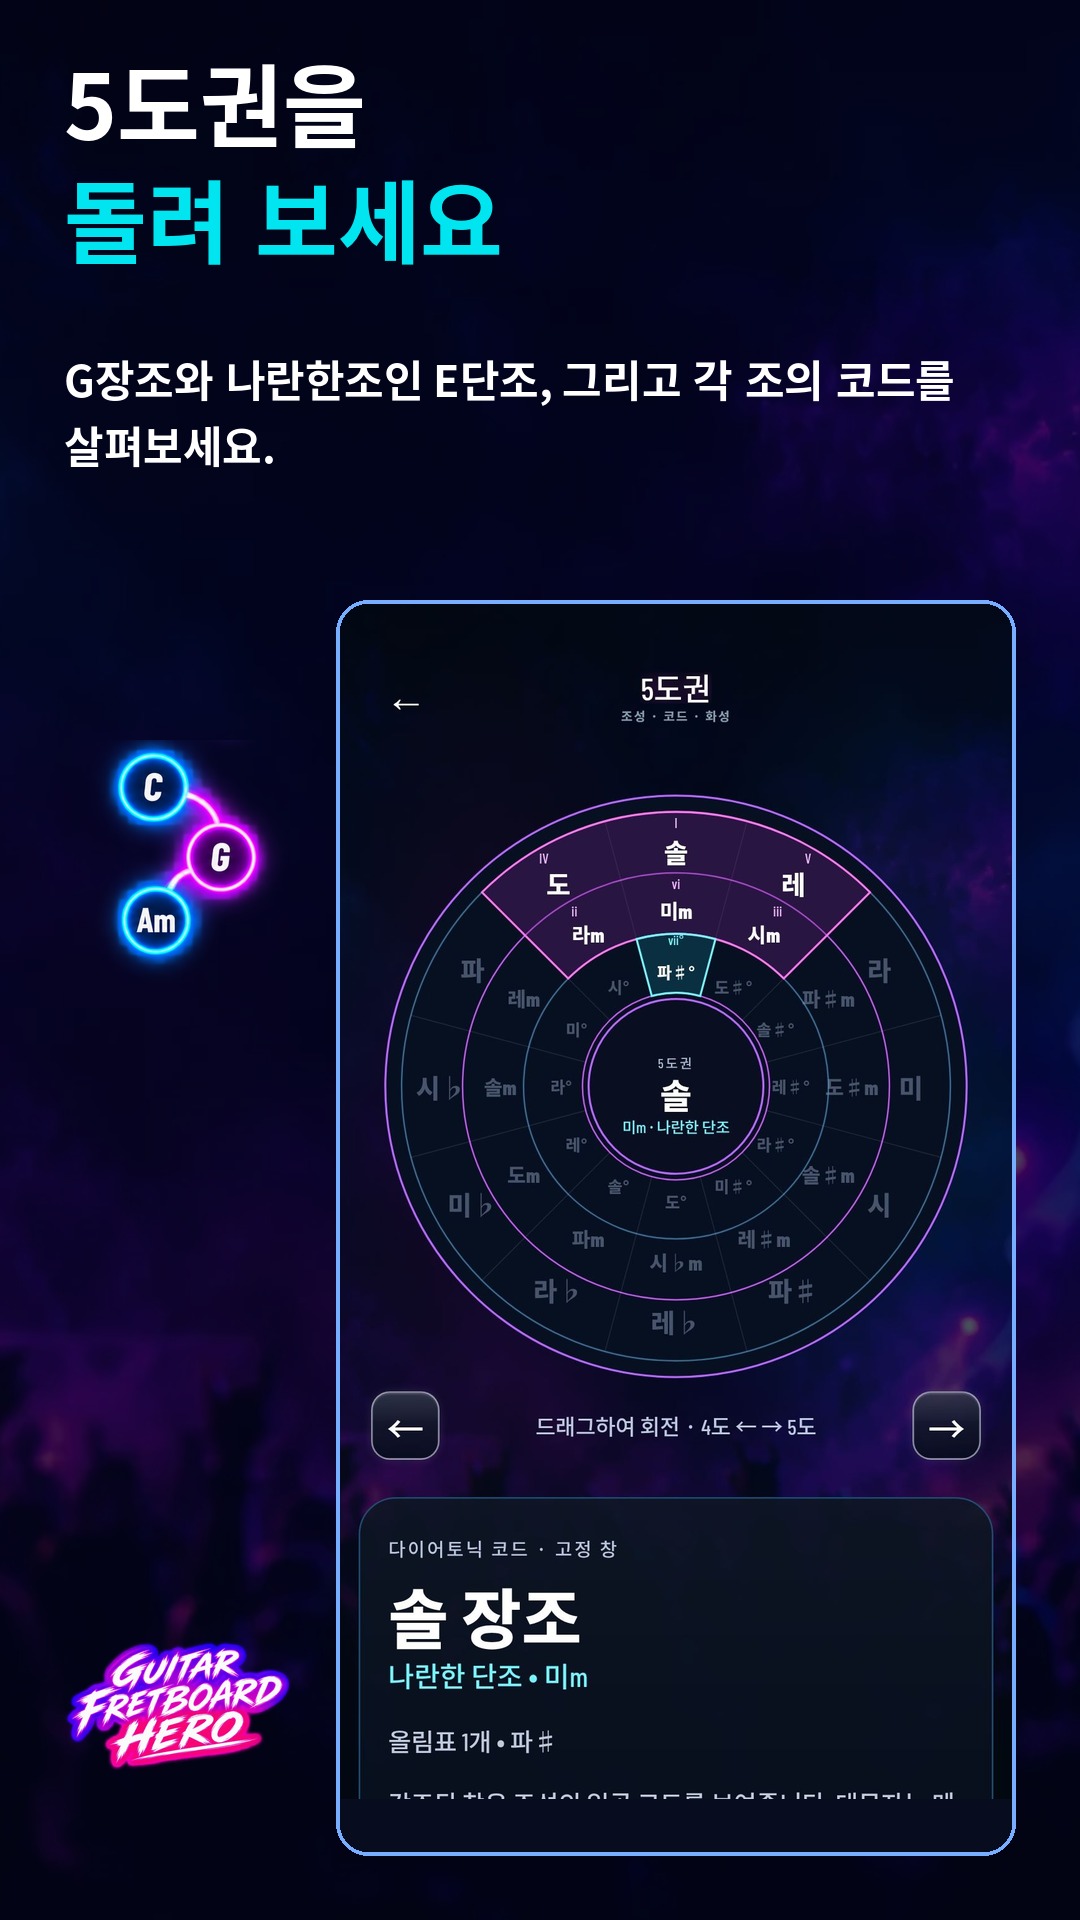 5도권을
돌려 보세요
G장조와 나란한조인 E단조, 그리고 각 조의 코드를
살펴보세요.
←
5도권
조성 · 코드 · 화성
C
G
Am
I
솔
IV
도
V
레
vi
미m
ii
라m
iii
시m
vii°
파♯°
파
라
레m
파♯m
시°
도♯°
미°
솔♯°
시♭
솔m
라°
레♯°
도♯m
미
5도권
솔
미m · 나란한 단조
레°
라♯°
도m
솔♯m
솔°
미♯°
도°
미♭
시
파m
레♯m
시♭m
라♭
파♯
레♭
←
드래그하여 회전 · 4도 ← → 5도
→
다이어토닉 코드 · 고정 창
솔 장조
나란한 단조 • 미m
올림표 1개 • 파♯
GUITAR
FRETBOARD
HERO